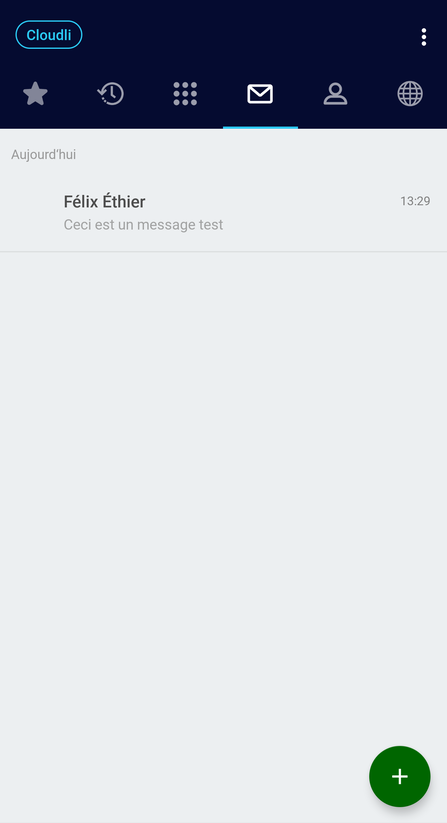 Cloudli
Aujourd'hui
Félix Éthier 13:29
Ceci est un message test